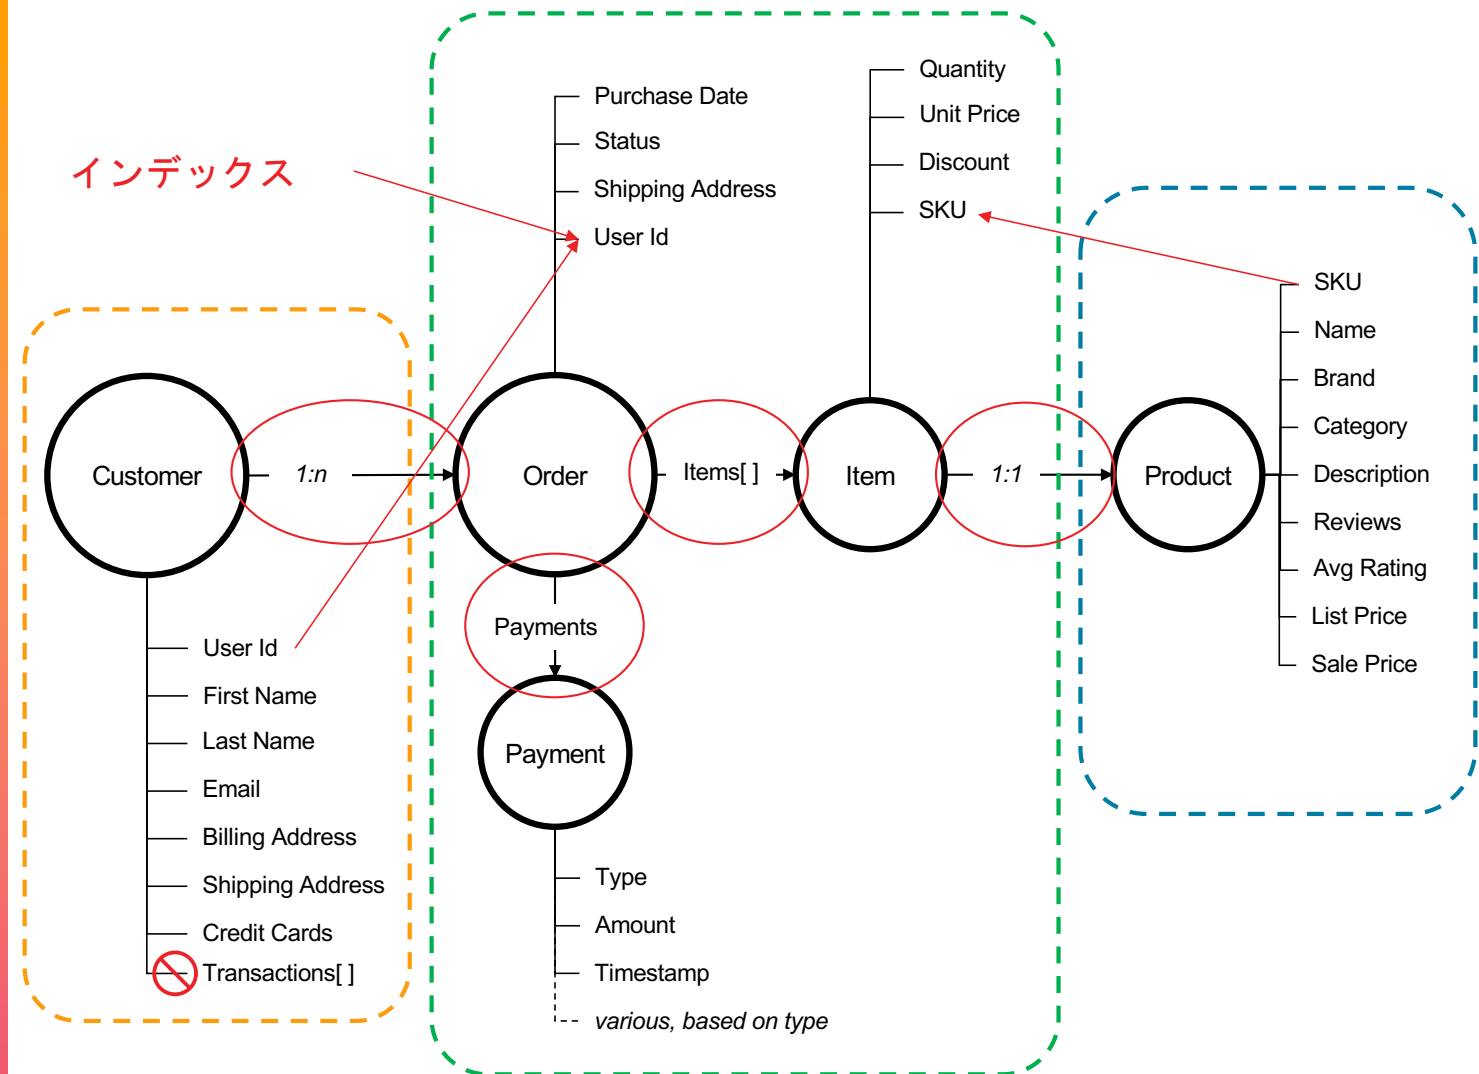 インデックス
Purchase Date
Status
Shipping Address
User Id
Quantity
Unit Price
Discount
SKU
SKU
Name
Brand
Category
Description
Reviews
Avg Rating
List Price
Sale Price
Customer
1:n
Order
Items[ ]
Item
1:1
Product
Payments
Payment
User Id
First Name
Last Name
Email
Billing Address
Shipping Address
Credit Cards
Transactions[ ]
Type
Amount
Timestamp
various, based on type